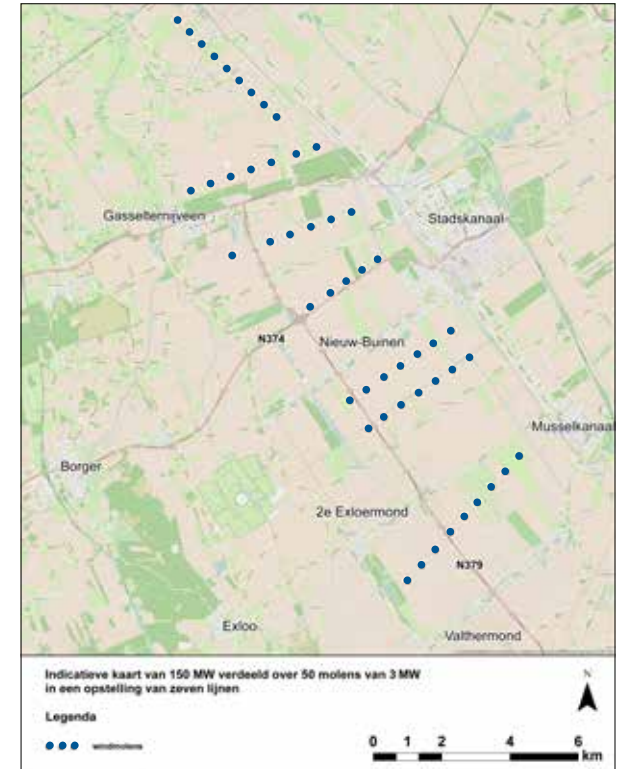 Gasselternijveen
Stadskanaal
N374
Nieuw-Buinen
Musselkanaal
Borger
2e Exloermond
N379
Exloo
Valthermond
Indicatieve kaart van 150 MW verdeeld over 50 molens van 3 MW
in een opstelling van zeven lijnen
N
Legenda
windmolens
0 1 2 4 6
km